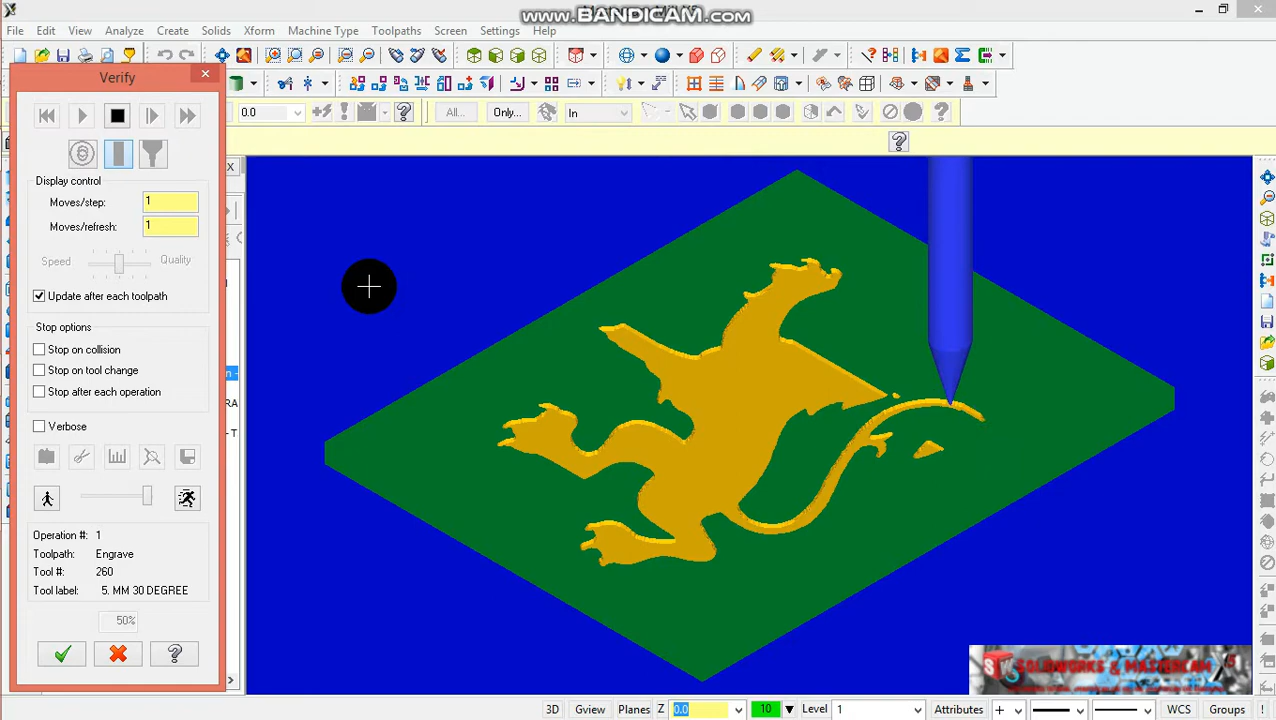 www.BANDICAM.com
File Edit View Analyze Create Solids Xform Machine Type Toolpaths Screen Settings Help
Verify
0.0
All... Only... In
Display control
Moves/step: 1
Moves/refresh: 1
Speed Quality
Update after each toolpath
Stop options
Stop on collision
Stop on tool change
Stop after each operation
Verbose
Operation #: 1
Toolpath: Engrave
Tool #: 260
Tool label: 5. MM 30 DEGREE
50%
SOLIDWORKS & MASTERCAM
3D Gview Planes Z 0.0 10 Level 1 Attributes WCS Groups